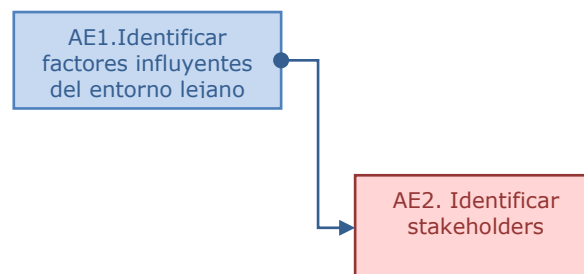 AE1.Identificar
factores influyentes
del entorno lejano
AE2. Identificar
stakeholders